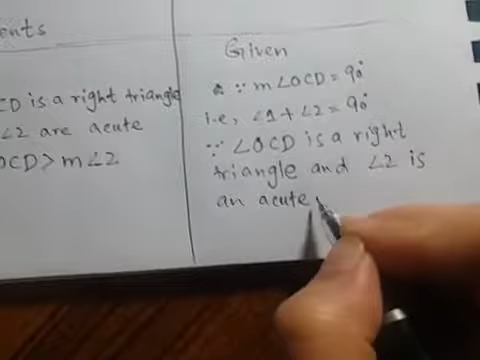 ents
Given
CD is a right triangle
∠2 are acute
OCD > m∠2
∵ m∠OCD = 90°
i.e, ∠1 + ∠2 = 90°
∵ ∠OCD is a right
triangle and ∠2 is
an acute